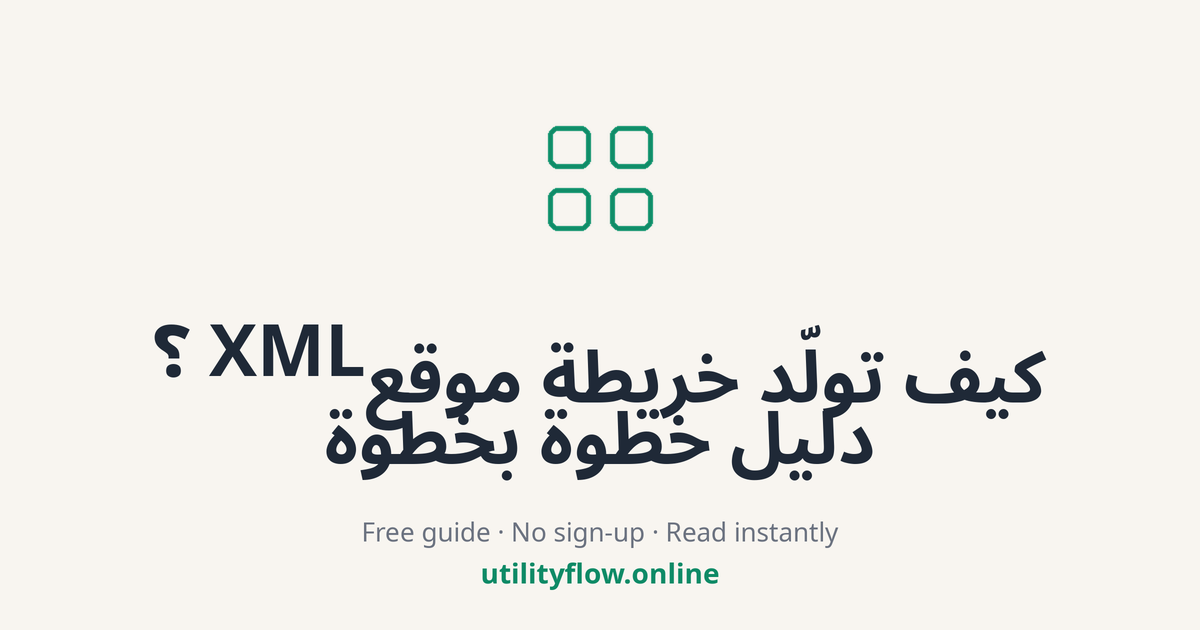 كيف تولّد خريطة موقع XML ؟
دليل خطوة بخطوة
Free guide · No sign-up · Read instantly
utilityflow.online